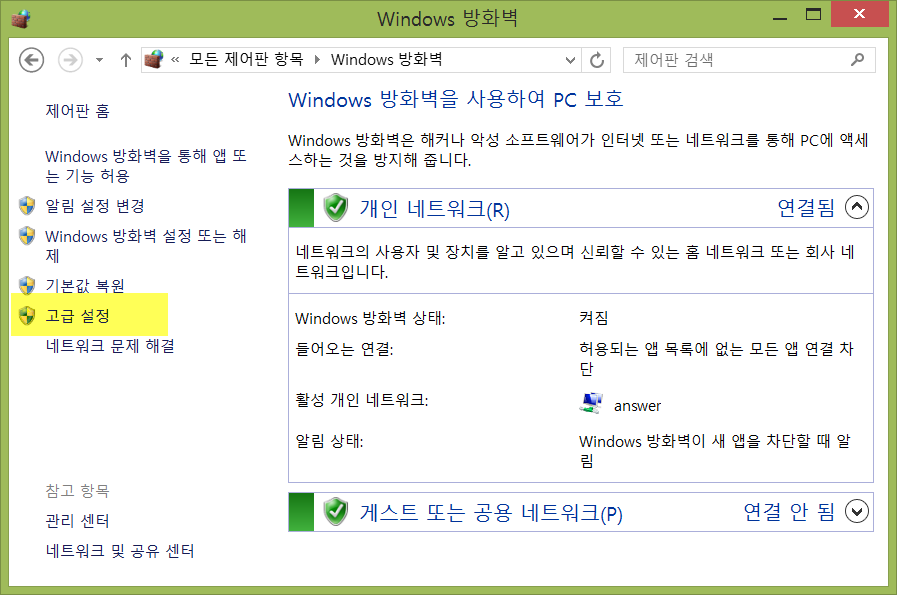 Windows 방화벽
« 모든 제어판 항목 Windows 방화벽
제어판 검색
제어판 홈
Windows 방화벽을 통해 앱 또
는 기능 허용
알림 설정 변경
Windows 방화벽 설정 또는 해
제
기본값 복원
고급 설정
네트워크 문제 해결
참고 항목
관리 센터
네트워크 및 공유 센터
Windows 방화벽을 사용하여 PC 보호
Windows 방화벽은 해커나 악성 소프트웨어가 인터넷 또는 네트워크를 통해 PC에 액세
스하는 것을 방지해 줍니다.
개인 네트워크(R) 연결됨
네트워크의 사용자 및 장치를 알고 있으며 신뢰할 수 있는 홈 네트워크 또는 회사 네
트워크입니다.
Windows 방화벽 상태: 켜짐
들어오는 연결: 허용되는 앱 목록에 없는 모든 앱 연결 차
단
활성 개인 네트워크: answer
알림 상태: Windows 방화벽이 새 앱을 차단할 때 알
림
게스트 또는 공용 네트워크(P) 연결 안 됨